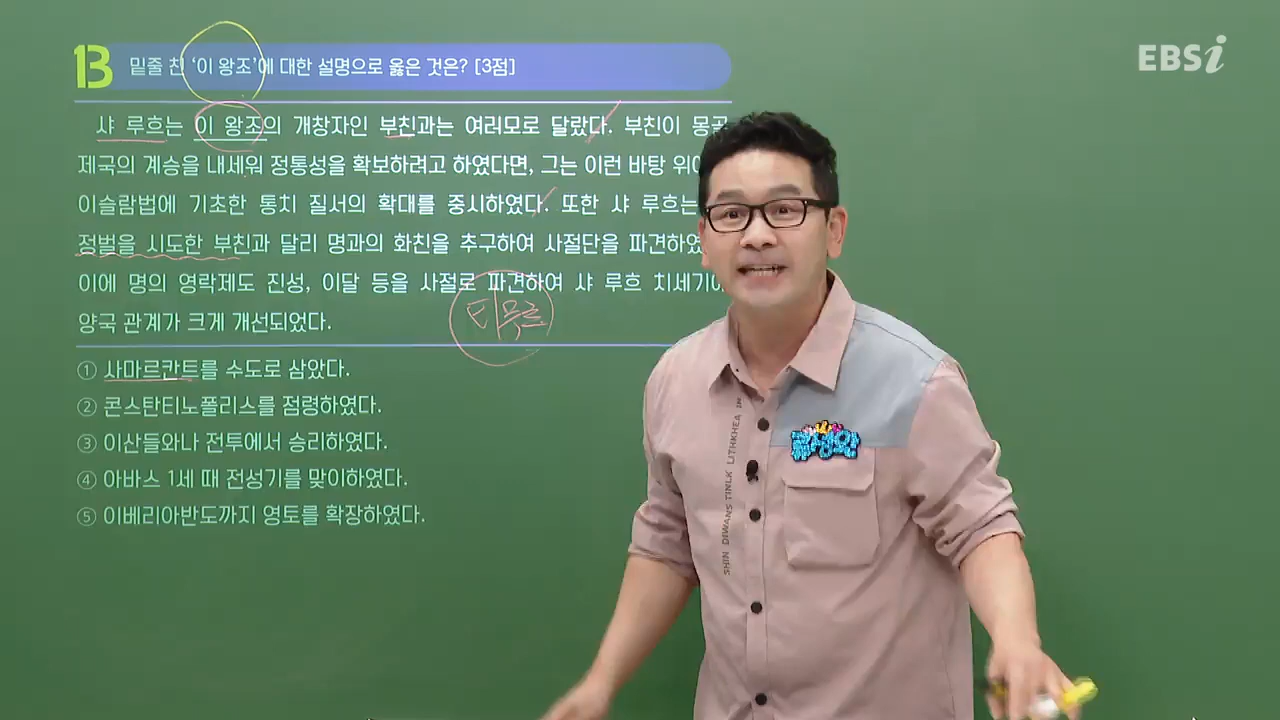 13 밑줄 친 ‘이 왕조’에 대한 설명으로 옳은 것은? [3점]
EBSi
샤 루흐는 이 왕조의 개창자인 부친과는 여러모로 달랐다. 부친이 몽골
제국의 계승을 내세워 정통성을 확보하려고 하였다면, 그는 이런 바탕
이슬람법에 기초한 통치 질서의 확대를 중시하였다. 또한 샤 루흐는
정벌을 시도한 부친과 달리 명과의 화친을 추구하여 사절단을
이에 명의 영락제도 진성, 이달 등을 사절로 파견하여 샤 루흐
양국 관계가 크게 개선되었다.
티무르
① 사마르칸트를 수도로 삼았다.
② 콘스탄티노폴리스를 점령하였다.
③ 이산들와나 전투에서 승리하였다.
④ 아바스 1세 때 전성기를 맞이하였다.
⑤ 이베리아반도까지 영토를 확장하였다.
SHIN DIWANS TINLK LITHKHEA IN